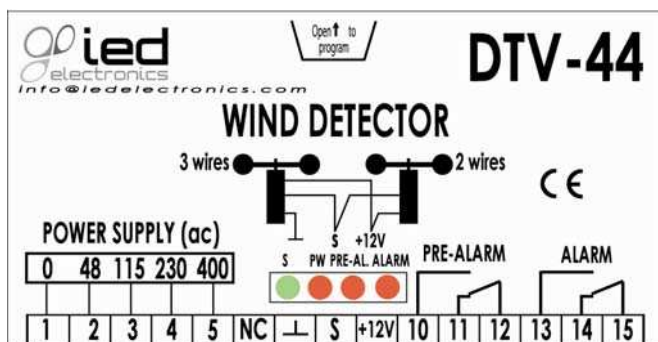 ied
electronics
info@iedelectronics.com
Open ↑ to
program
DTV-44
WIND DETECTOR
3 wires
2 wires
CE
S +12V
POWER SUPPLY (ac)
0 48 115 230 400
S PW PRE-AL. ALARM
PRE-ALARM
ALARM
1 2 3 4 5 NC ⊥ S +12V 10 11 12 13 14 15